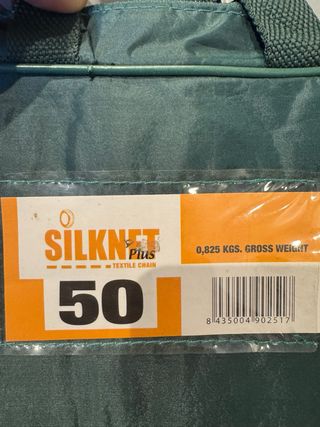 SILKNET
Plus
TEXTILE CHAIN
50
0,825 KGS. GROSS WEIGHT
8 435004 902517